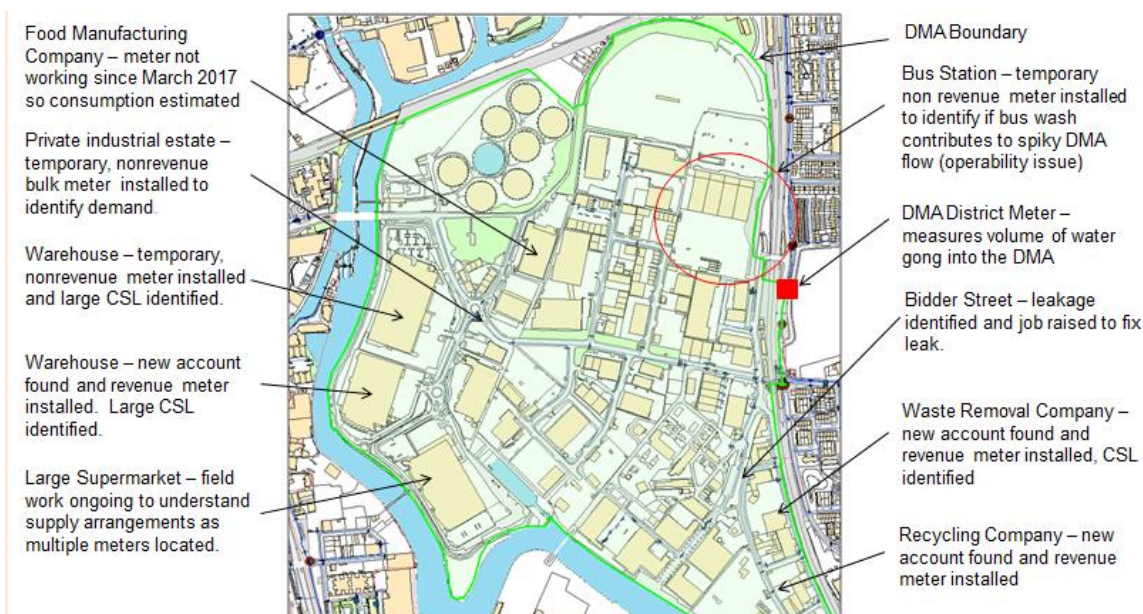 Food Manufacturing
Company – meter not
working since March 2017
so consumption estimated
Private industrial estate –
temporary, nonrevenue
bulk meter installed to
identify demand.
Warehouse – temporary,
nonrevenue meter installed
and large CSL identified.
Warehouse – new account
found and revenue meter
installed. Large CSL
identified.
Large Supermarket – field
work ongoing to understand
supply arrangements as
multiple meters located.
DMA Boundary
Bus Station – temporary
non revenue meter installed
to identify if bus wash
contributes to spiky DMA
flow (operability issue)
DMA District Meter –
measures volume of water
gong into the DMA
Bidder Street – leakage
identified and job raised to fix
leak.
Waste Removal Company –
new account found and
revenue meter installed, CSL
identified
Recycling Company – new
account found and revenue
meter installed